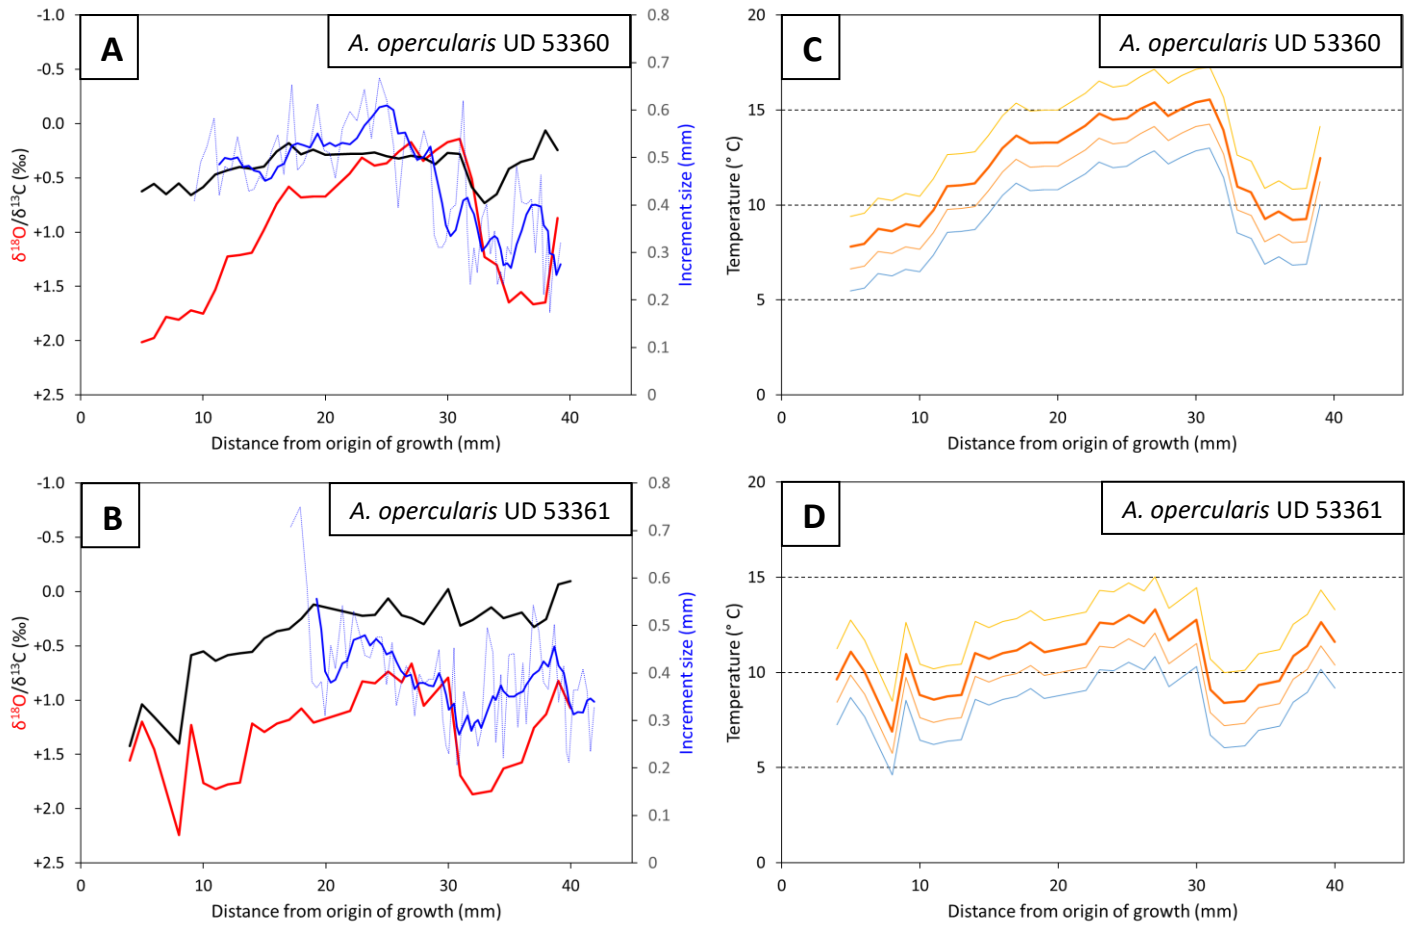 A
A. opercularis UD 53360
-1.0
-0.5
0.0
+0.5
+1.0
+1.5
+2.0
+2.5
δ¹⁸O/δ¹³C (‰)
0.8
0.7
0.6
0.5
0.4
0.3
0.2
0.1
0
Increment size (mm)
0 10 20 30 40
Distance from origin of growth (mm)
C
A. opercularis UD 53360
20
15
10
5
0
Temperature (° C)
0 10 20 30 40
Distance from origin of growth (mm)
B
A. opercularis UD 53361
-1.0
-0.5
0.0
+0.5
+1.0
+1.5
+2.0
+2.5
δ¹⁸O/δ¹³C (‰)
0.8
0.7
0.6
0.5
0.4
0.3
0.2
0.1
0
Increment size (mm)
0 10 20 30 40
Distance from origin of growth (mm)
D
A. opercularis UD 53361
20
15
10
5
0
Temperature (° C)
0 10 20 30 40
Distance from origin of growth (mm)